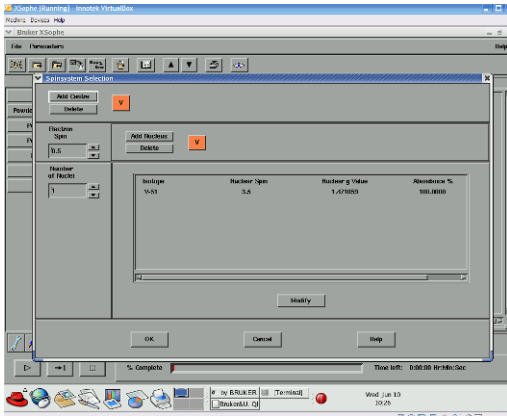 XSophe [Running] - Innotek VirtualBox
Machine Devices Help
Bruker XSophe
File Parameters Help
Spinsystem Selection
Add Centre
Delete
V
Electron
Spin
0.5
Add Nucleus
Delete
V
Number
of Nuclei
1
Isotope Nuclear Spin Nuclear g Value Abundance %
V-51 3.5 1.471059 100.0000
Modify
OK Cancel Help
% Complete Time left: 0:00:00 Hr:Min:Sec
by BRUKER [Terminal]
Bruker&U. Ql
Wed Jun 10
10:26